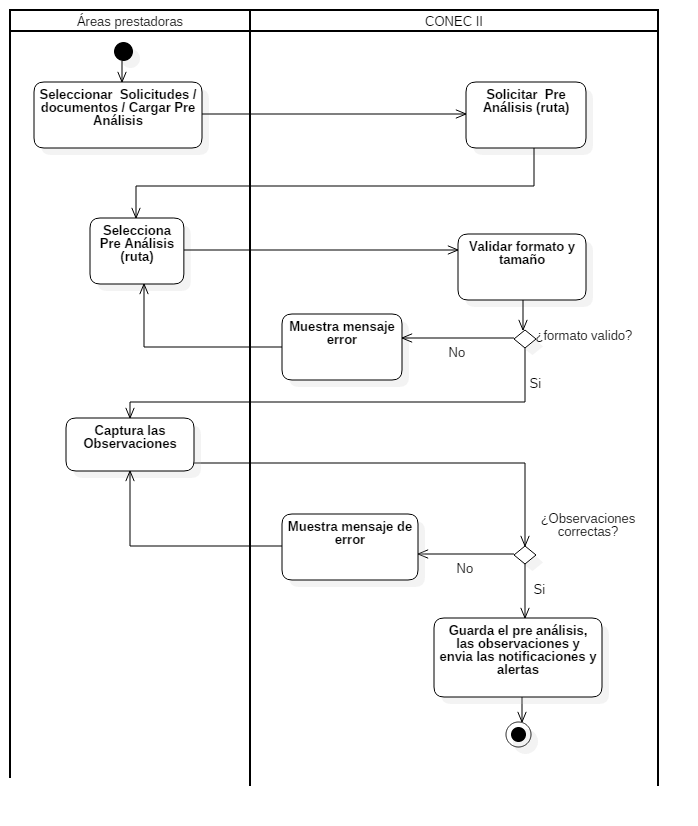 Áreas prestadoras
CONEC II
Seleccionar Solicitudes /
documentos / Cargar Pre
Análisis
Solicitar Pre
Análisis (ruta)
Selecciona
Pre Análisis
(ruta)
Validar formato y
tamaño
Muestra mensaje
error
¿formato valido?
No
Si
Captura las
Observaciones
¿Observaciones
correctas?
Muestra mensaje de
error
No
Si
Guarda el pre análisis,
las observaciones y
envia las notificaciones y
alertas